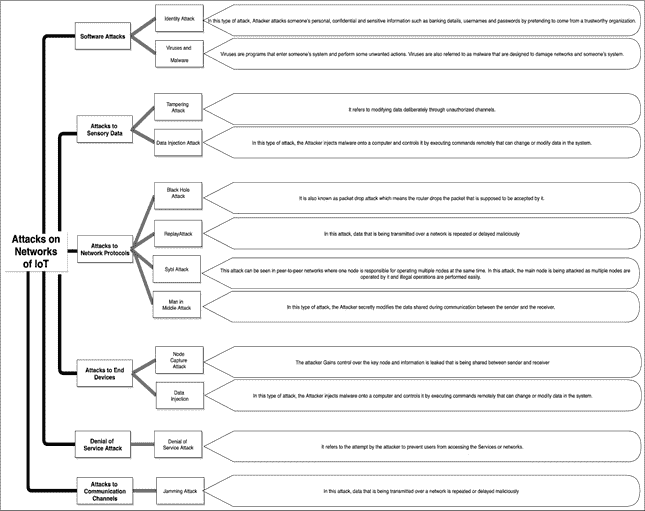 Attacks on
Networks
of IoT
Software Attacks
Identity Attack
In this type of attack, Attacker attacks someone's personal, confidential and sensitive information such as banking details, usernames and passwords by pretending to come from a trustworthy organization.
Viruses and
Malware
Viruses are programs that enter someone's system and perform some unwanted actions. Viruses are also referred to as malware that are designed to damage networks and someone's system.
Attacks to
Sensory Data
Tampering
Attack
It refers to modifying data deliberately through unauthorized channels.
Data Injection Attack
In this type of attack, the Attacker injects malware onto a computer and controls it by executing commands remotely that can change or modify data in the system.
Attacks to
Network Protocols
Black Hole
Attack
It is also known as packet drop attack which means the router drops the packet that is supposed to be accepted by it.
ReplayAttack
In this attack, data that is being transmitted over a network is repeated or delayed maliciously
Sybl Attack
This attack can be seen in peer-to-peer networks where one node is responsible for operating multiple nodes at the same time. In this attack, the main node is being attacked as multiple nodes are
operated by it and illegal operations are performed easily.
Man in
Middle Attack
In this type of attack, the Attacker secretly modifies the data shared during communication between the sender and the receiver.
Attacks to End
Devices
Node
Capture
Attack
The attacker Gains control over the key node and information is leaked that is being shared between sender and receiver
Data
Injection
In this type of attack, the Attacker injects malware onto a computer and controls it by executing commands remotely that can change or modify data in the system.
Denial of
Service Attack
Denial of
Service Attack
It refers to the attempt by the attacker to prevent users from accessing the Services or networks.
Attacks to
Communication
Channels
Jamming Attack
In this attack, data that is being transmitted over a network is repeated or delayed maliciously